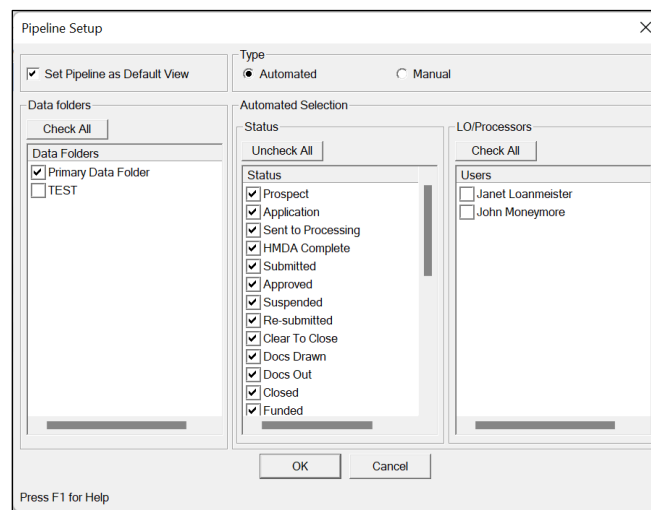 Pipeline Setup
Set Pipeline as Default View
Type
Automated
Manual
Data folders
Check All
Data Folders
Primary Data Folder
TEST
Automated Selection
Status
Uncheck All
Status
Prospect
Application
Sent to Processing
HMDA Complete
Submitted
Approved
Suspended
Re-submitted
Clear To Close
Docs Drawn
Docs Out
Closed
Funded
LO/Processors
Check All
Users
Janet Loanmeister
John Moneymore
OK
Cancel
Press F1 for Help